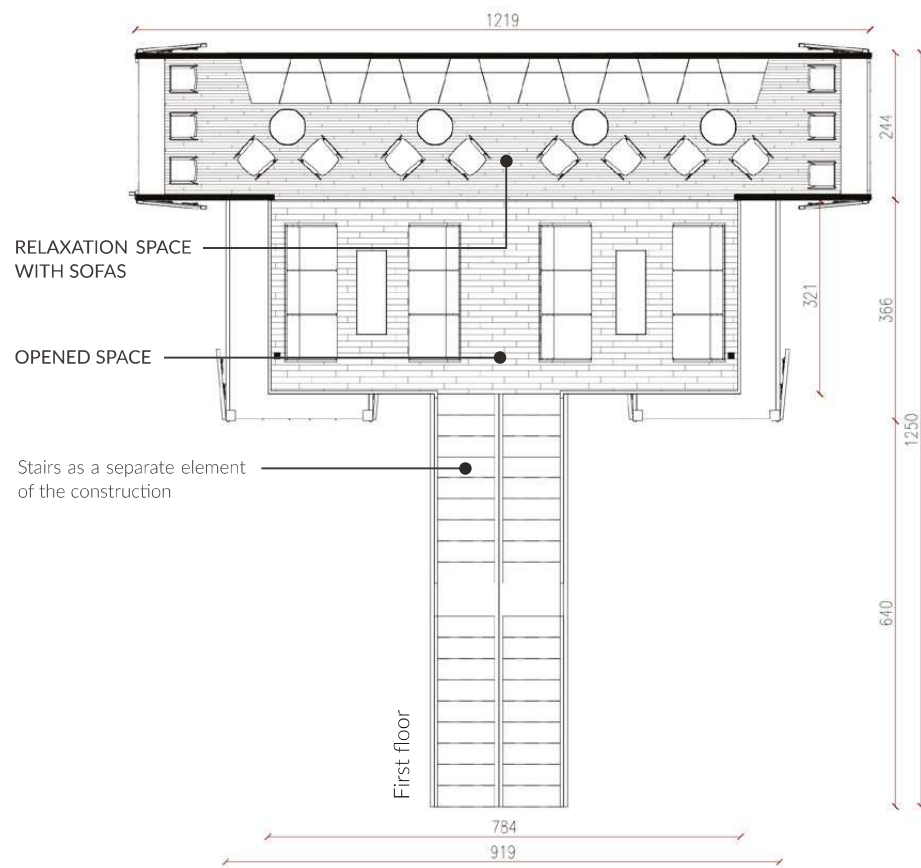 1219
244
RELAXATION SPACE
WITH SOFAS
321
366
OPENED SPACE
1250
Stairs as a separate element
of the construction
640
First floor
784
919